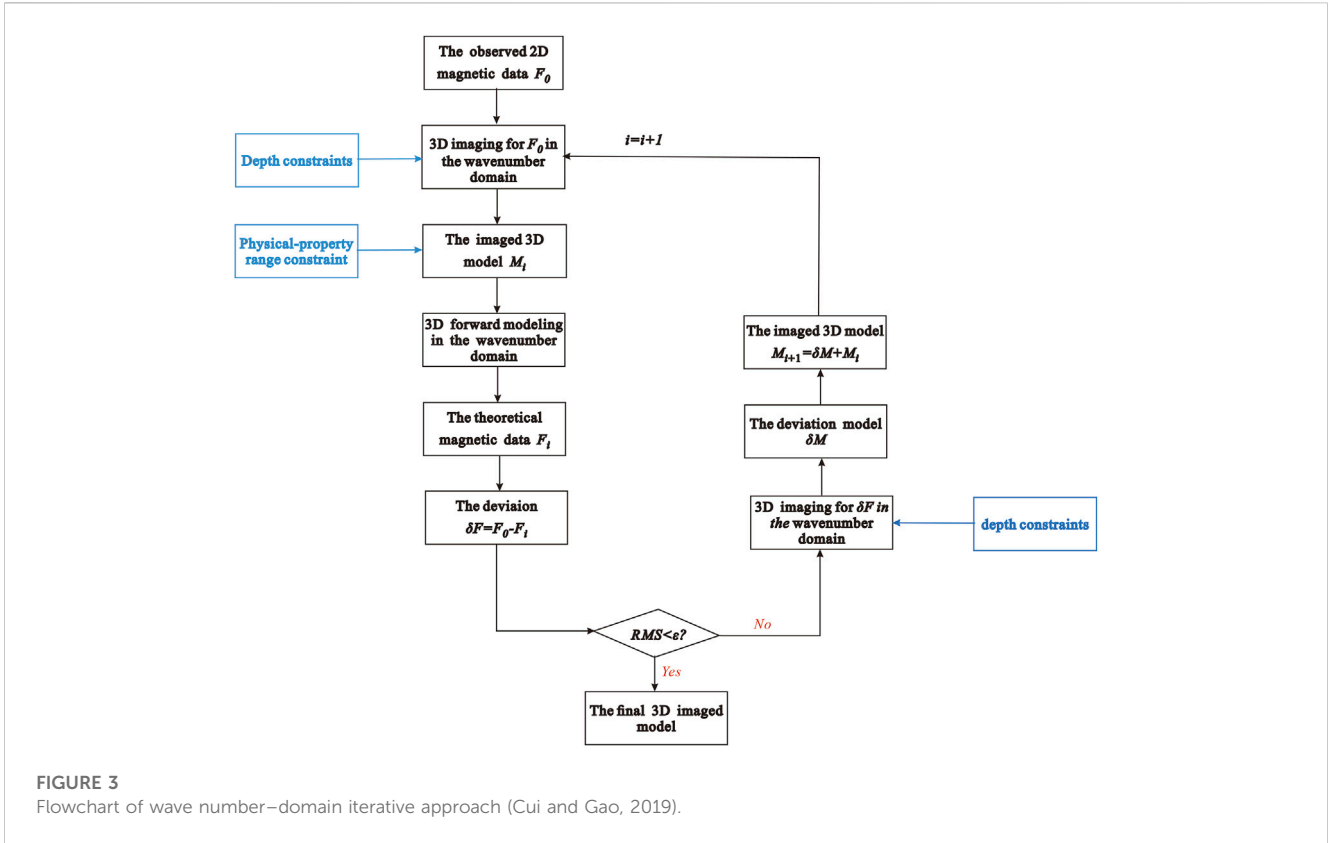 The observed 2D
magnetic data F₀
Depth constraints
3D imaging for F₀ in
the wavenumber
domain
i=i+1
Physical-property
range constraint
The imaged 3D
model Mᵢ
3D forward modeling
in the wavenumber
domain
The theoretical
magnetic data Fᵢ
The deviaion
δF=F₀-Fᵢ
RMS<ε?
No
Yes
The final 3D imaged
model
3D imaging for δF in
the wavenumber
domain
depth constraints
The deviation model
δM
The imaged 3D model
Mᵢ₊₁=δM+Mᵢ
FIGURE 3
Flowchart of wave number–domain iterative approach (Cui and Gao, 2019).